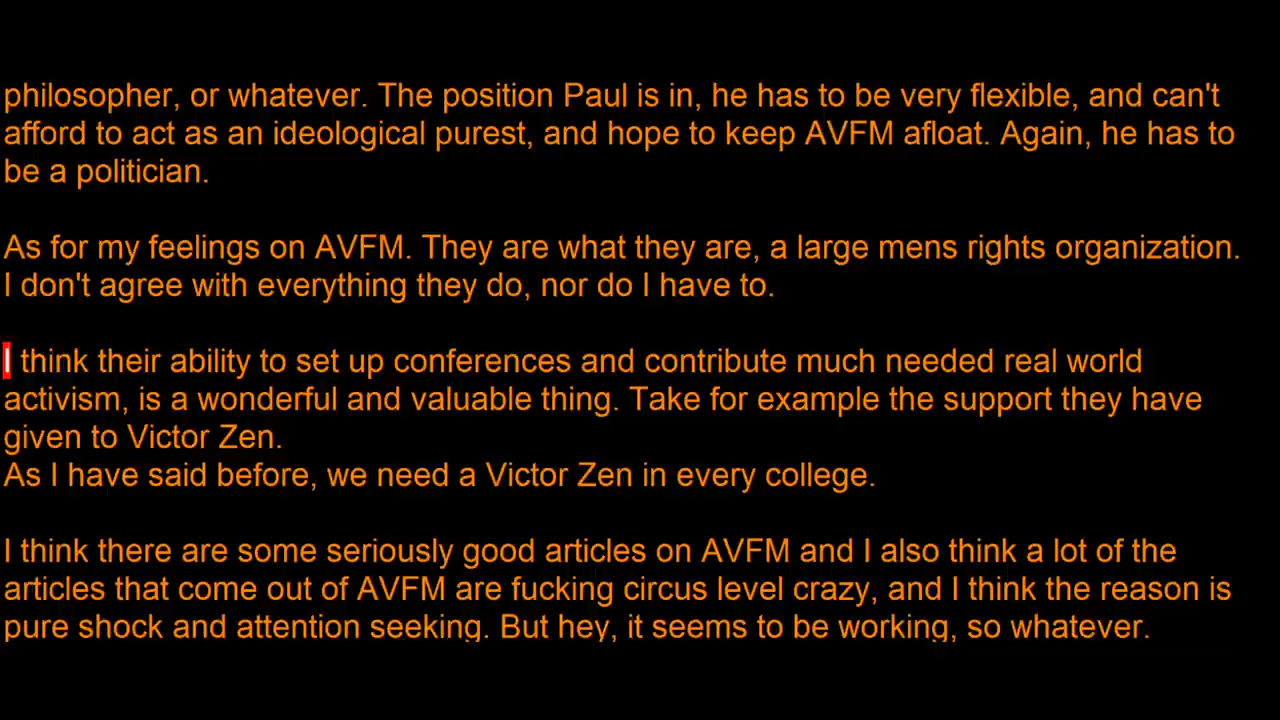 philosopher, or whatever. The position Paul is in, he has to be very flexible, and can't
afford to act as an ideological purest, and hope to keep AVFM afloat. Again, he has to
be a politician.
As for my feelings on AVFM. They are what they are, a large mens rights organization.
I don't agree with everything they do, nor do I have to.
I think their ability to set up conferences and contribute much needed real world
activism, is a wonderful and valuable thing. Take for example the support they have
given to Victor Zen.
As I have said before, we need a Victor Zen in every college.
I think there are some seriously good articles on AVFM and I also think a lot of the
articles that come out of AVFM are fucking circus level crazy, and I think the reason is
pure shock and attention seeking. But hey, it seems to be working, so whatever.